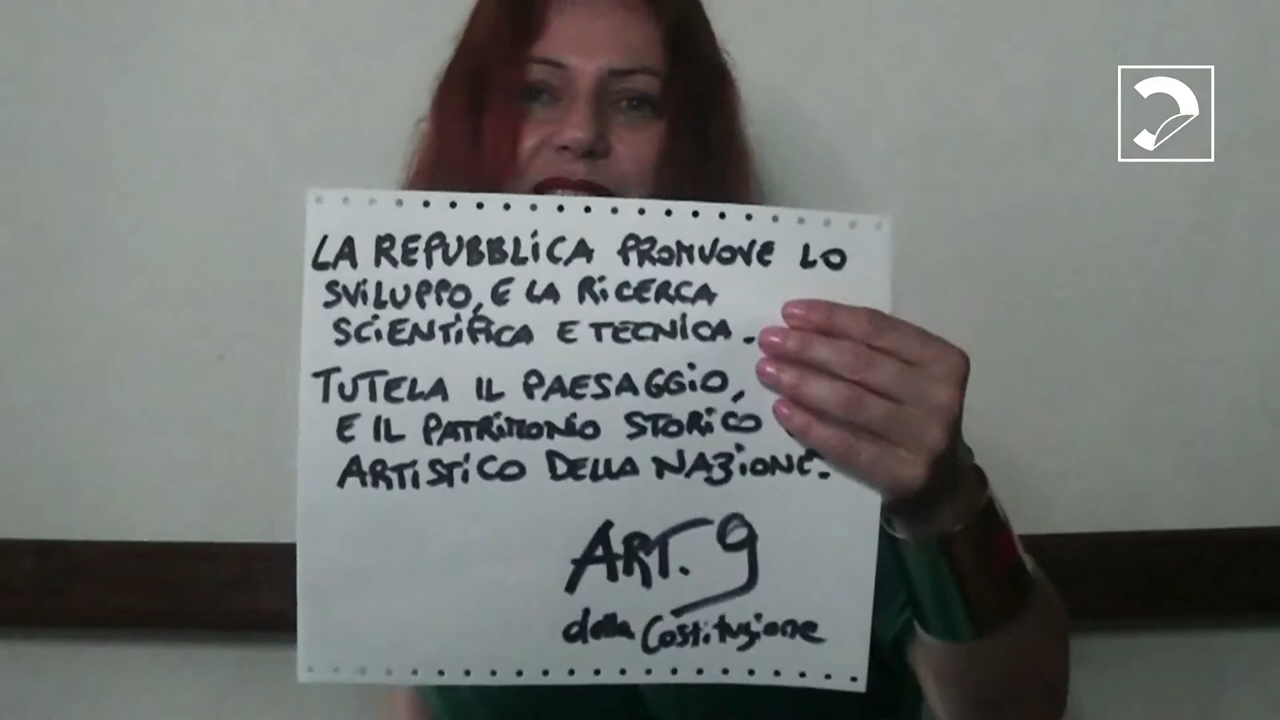 LA REPUBBLICA PROMUOVE LO
SVILUPPO, E LA RICERCA
SCIENTIFICA E TECNICA.
TUTELA IL PAESAGGIO,
E IL PATRIMONIO STORICO
ARTISTICO DELLA NAZIONE.
ART. 9
della Costituzione